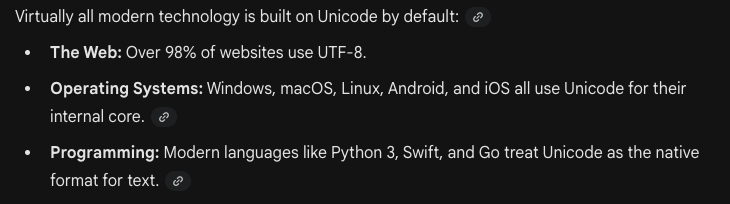 Virtually all modern technology is built on Unicode by default:
• The Web: Over 98% of websites use UTF-8.
• Operating Systems: Windows, macOS, Linux, Android, and iOS all use Unicode for their
internal core.
• Programming: Modern languages like Python 3, Swift, and Go treat Unicode as the native
format for text.